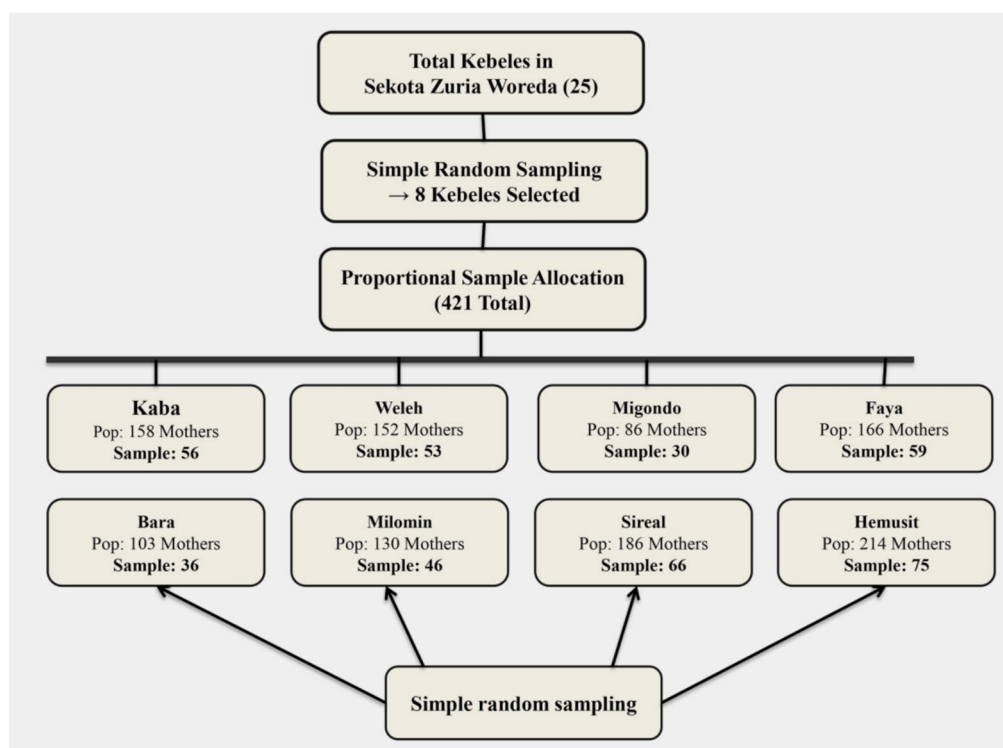 Total Kebeles in
Sekota Zuria Woreda (25)
Simple Random Sampling
→ 8 Kebeles Selected
Proportional Sample Allocation
(421 Total)
Kaba
Pop: 158 Mothers
Sample: 56
Weleh
Pop: 152 Mothers
Sample: 53
Migondo
Pop: 86 Mothers
Sample: 30
Faya
Pop: 166 Mothers
Sample: 59
Bara
Pop: 103 Mothers
Sample: 36
Milomin
Pop: 130 Mothers
Sample: 46
Sireal
Pop: 186 Mothers
Sample: 66
Hemusit
Pop: 214 Mothers
Sample: 75
Simple random sampling